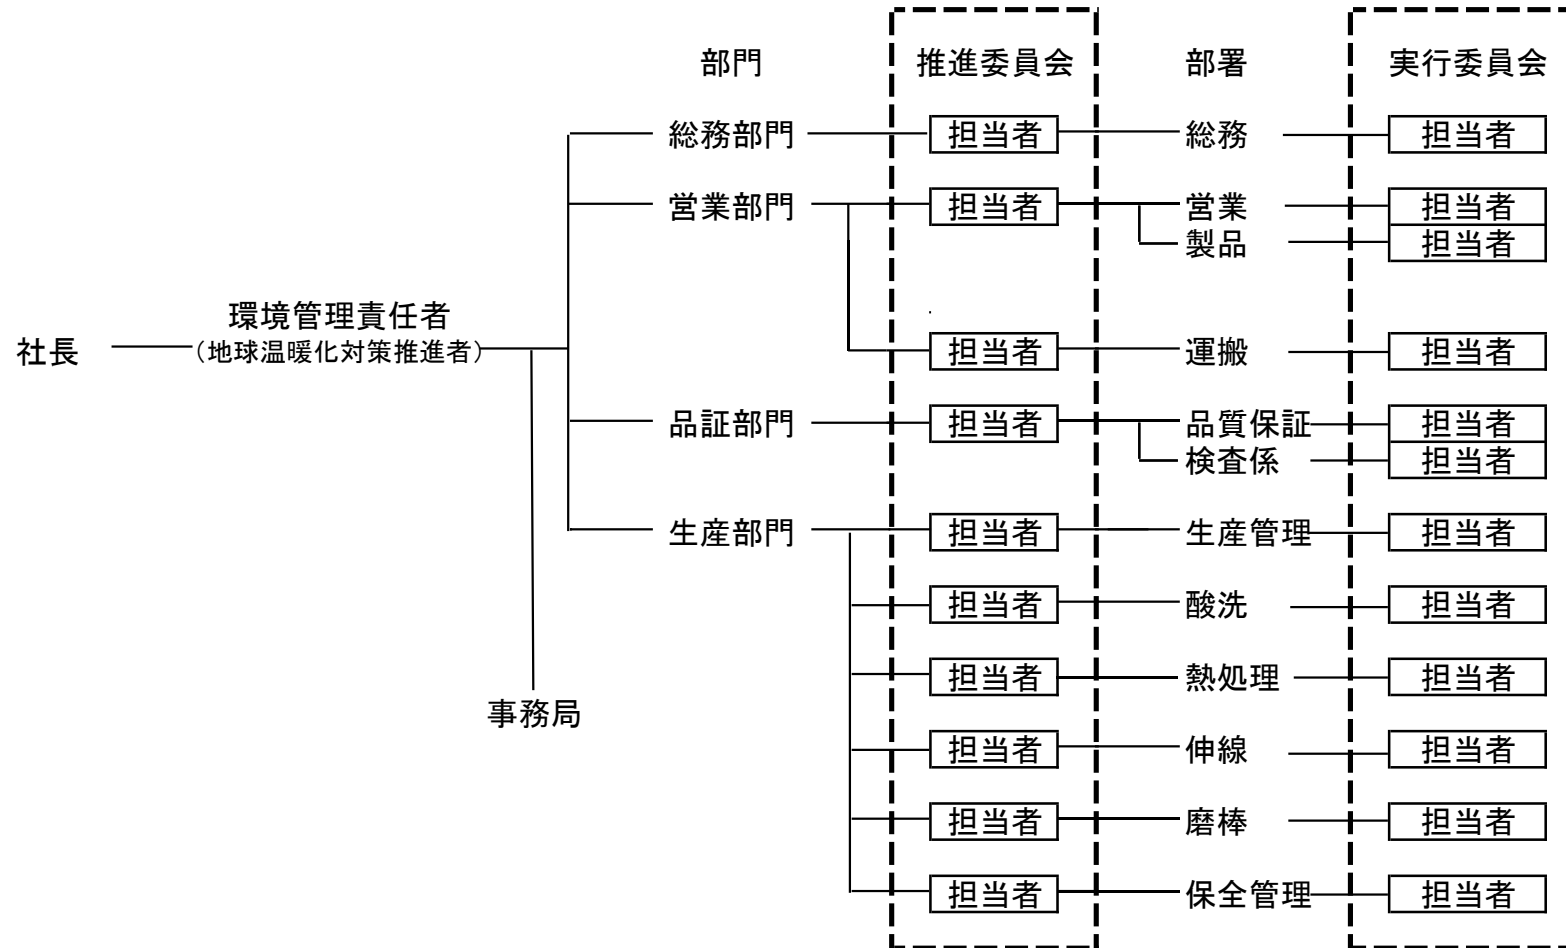 部門 推進委員会 部署 実行委員会
総務部門 担当者 総務 担当者
営業部門 担当者 営業 担当者
製品 担当者
環境管理責任者
社長 (地球温暖化対策推進者) 担当者 運搬 担当者
品証部門 担当者 品質保証 担当者
検査係 担当者
生産部門 担当者 生産管理 担当者
担当者 酸洗 担当者
担当者 熱処理 担当者
事務局
担当者 伸線 担当者
担当者 磨棒 担当者
担当者 保全管理 担当者